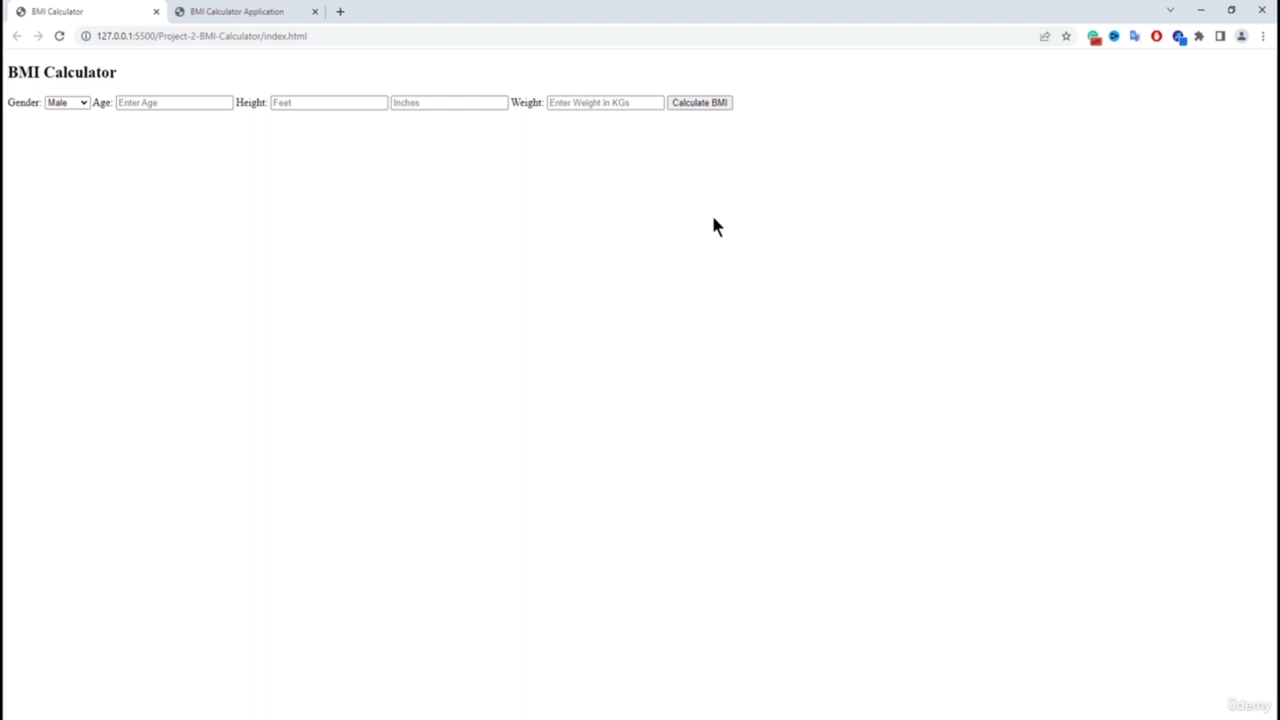 BMI Calculator BMI Calculator Application
127.0.0.1:5500/Project-2-BMI-Calculator/index.html
BMI Calculator
Gender: Male Age: Enter Age Height: Feet Inches Weight: Enter Weight in KGs Calculate BMI
ûdemy